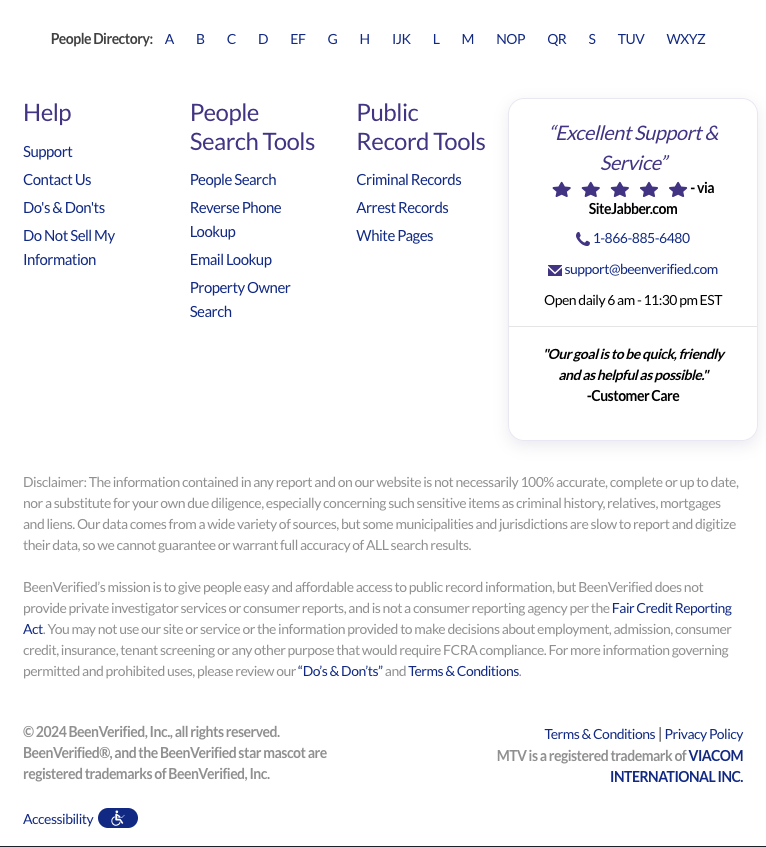 People Directory: A B C D EF G H IJK L M NOP QR S TUV WXYZ
Help
Support
Contact Us
Do's & Don'ts
Do Not Sell My
Information
People
Search Tools
People Search
Reverse Phone
Lookup
Email Lookup
Property Owner
Search
Public
Record Tools
Criminal Records
Arrest Records
White Pages
“Excellent Support &
Service”
- via
SiteJabber.com
1-866-885-6480
support@beenverified.com
Open daily 6 am - 11:30 pm EST
"Our goal is to be quick, friendly
and as helpful as possible."
-Customer Care
Disclaimer: The information contained in any report and on our website is not necessarily 100% accurate, complete or up to date,
nor a substitute for your own due diligence, especially concerning such sensitive items as criminal history, relatives, mortgages
and liens. Our data comes from a wide variety of sources, but some municipalities and jurisdictions are slow to report and digitize
their data, so we cannot guarantee or warrant full accuracy of ALL search results.
BeenVerified’s mission is to give people easy and affordable access to public record information, but BeenVerified does not
provide private investigator services or consumer reports, and is not a consumer reporting agency per the Fair Credit Reporting
Act. You may not use our site or service or the information provided to make decisions about employment, admission, consumer
credit, insurance, tenant screening or any other purpose that would require FCRA compliance. For more information governing
permitted and prohibited uses, please review our “Do’s & Don’ts” and Terms & Conditions.
© 2024 BeenVerified, Inc., all rights reserved.
BeenVerified®, and the BeenVerified star mascot are
registered trademarks of BeenVerified, Inc.
Terms & Conditions | Privacy Policy
MTV is a registered trademark of VIACOM
INTERNATIONAL INC.
Accessibility